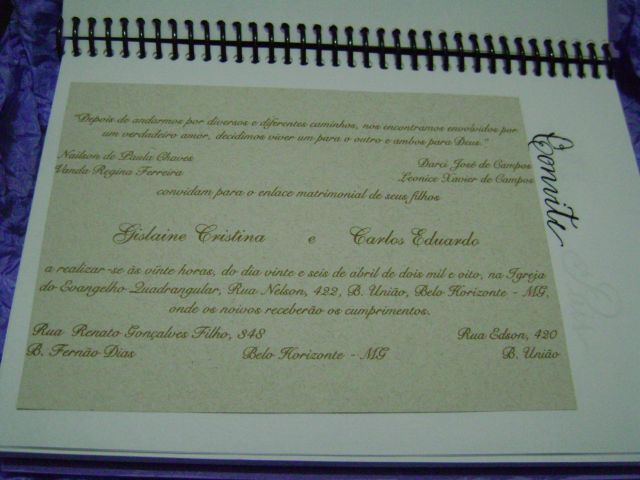 "Depois de andarmos por diversos e diferentes caminhos, nos encontramos envolvidos por
um verdadeiro amor, decidimos viver um para o outro e ambos para Deus."
Nailson de Paula Chaves
Vanda Regina Ferreira
Darci José de Campos
Leonice Xavier de Campos
convidam para o enlace matrimonial de seus filhos
Gislaine Cristina e Carlos Eduardo
a realizar-se às vinte horas, do dia vinte e seis de abril de dois mil e oito, na Igreja
do Evangelho Quadrangular, Rua Nelson, 422, B. União, Belo Horizonte - MG,
onde os noivos receberão os cumprimentos.
Rua Renato Gonçalves Filho, 348
B. Fernão Dias
Belo Horizonte - MG
Rua Edson, 420
B. União
Convite